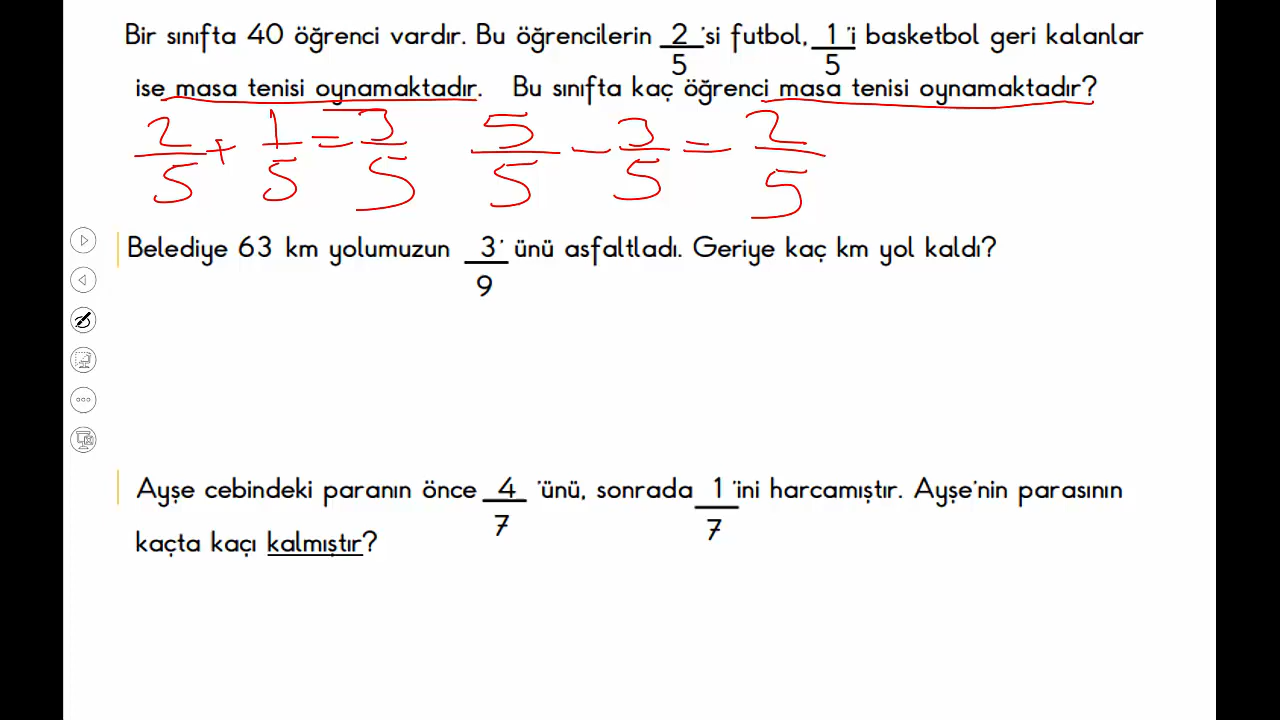 Bir sınıfta 40 öğrenci vardır. Bu öğrencilerin 2/5 'si futbol, 1/5 'i basketbol geri kalanlar
ise masa tenisi oynamaktadır. Bu sınıfta kaç öğrenci masa tenisi oynamaktadır?
2/5 + 1/5 = 3/5 5/5 - 3/5 = 2/5
Belediye 63 km yolumuzun 3/9 ' ünü asfaltladı. Geriye kaç km yol kaldı?
Ayşe cebindeki paranın önce 4/7 'ünü, sonrada 1/7 'ini harcamıştır. Ayşe'nin parasının
kaçta kaçı kalmıştır?